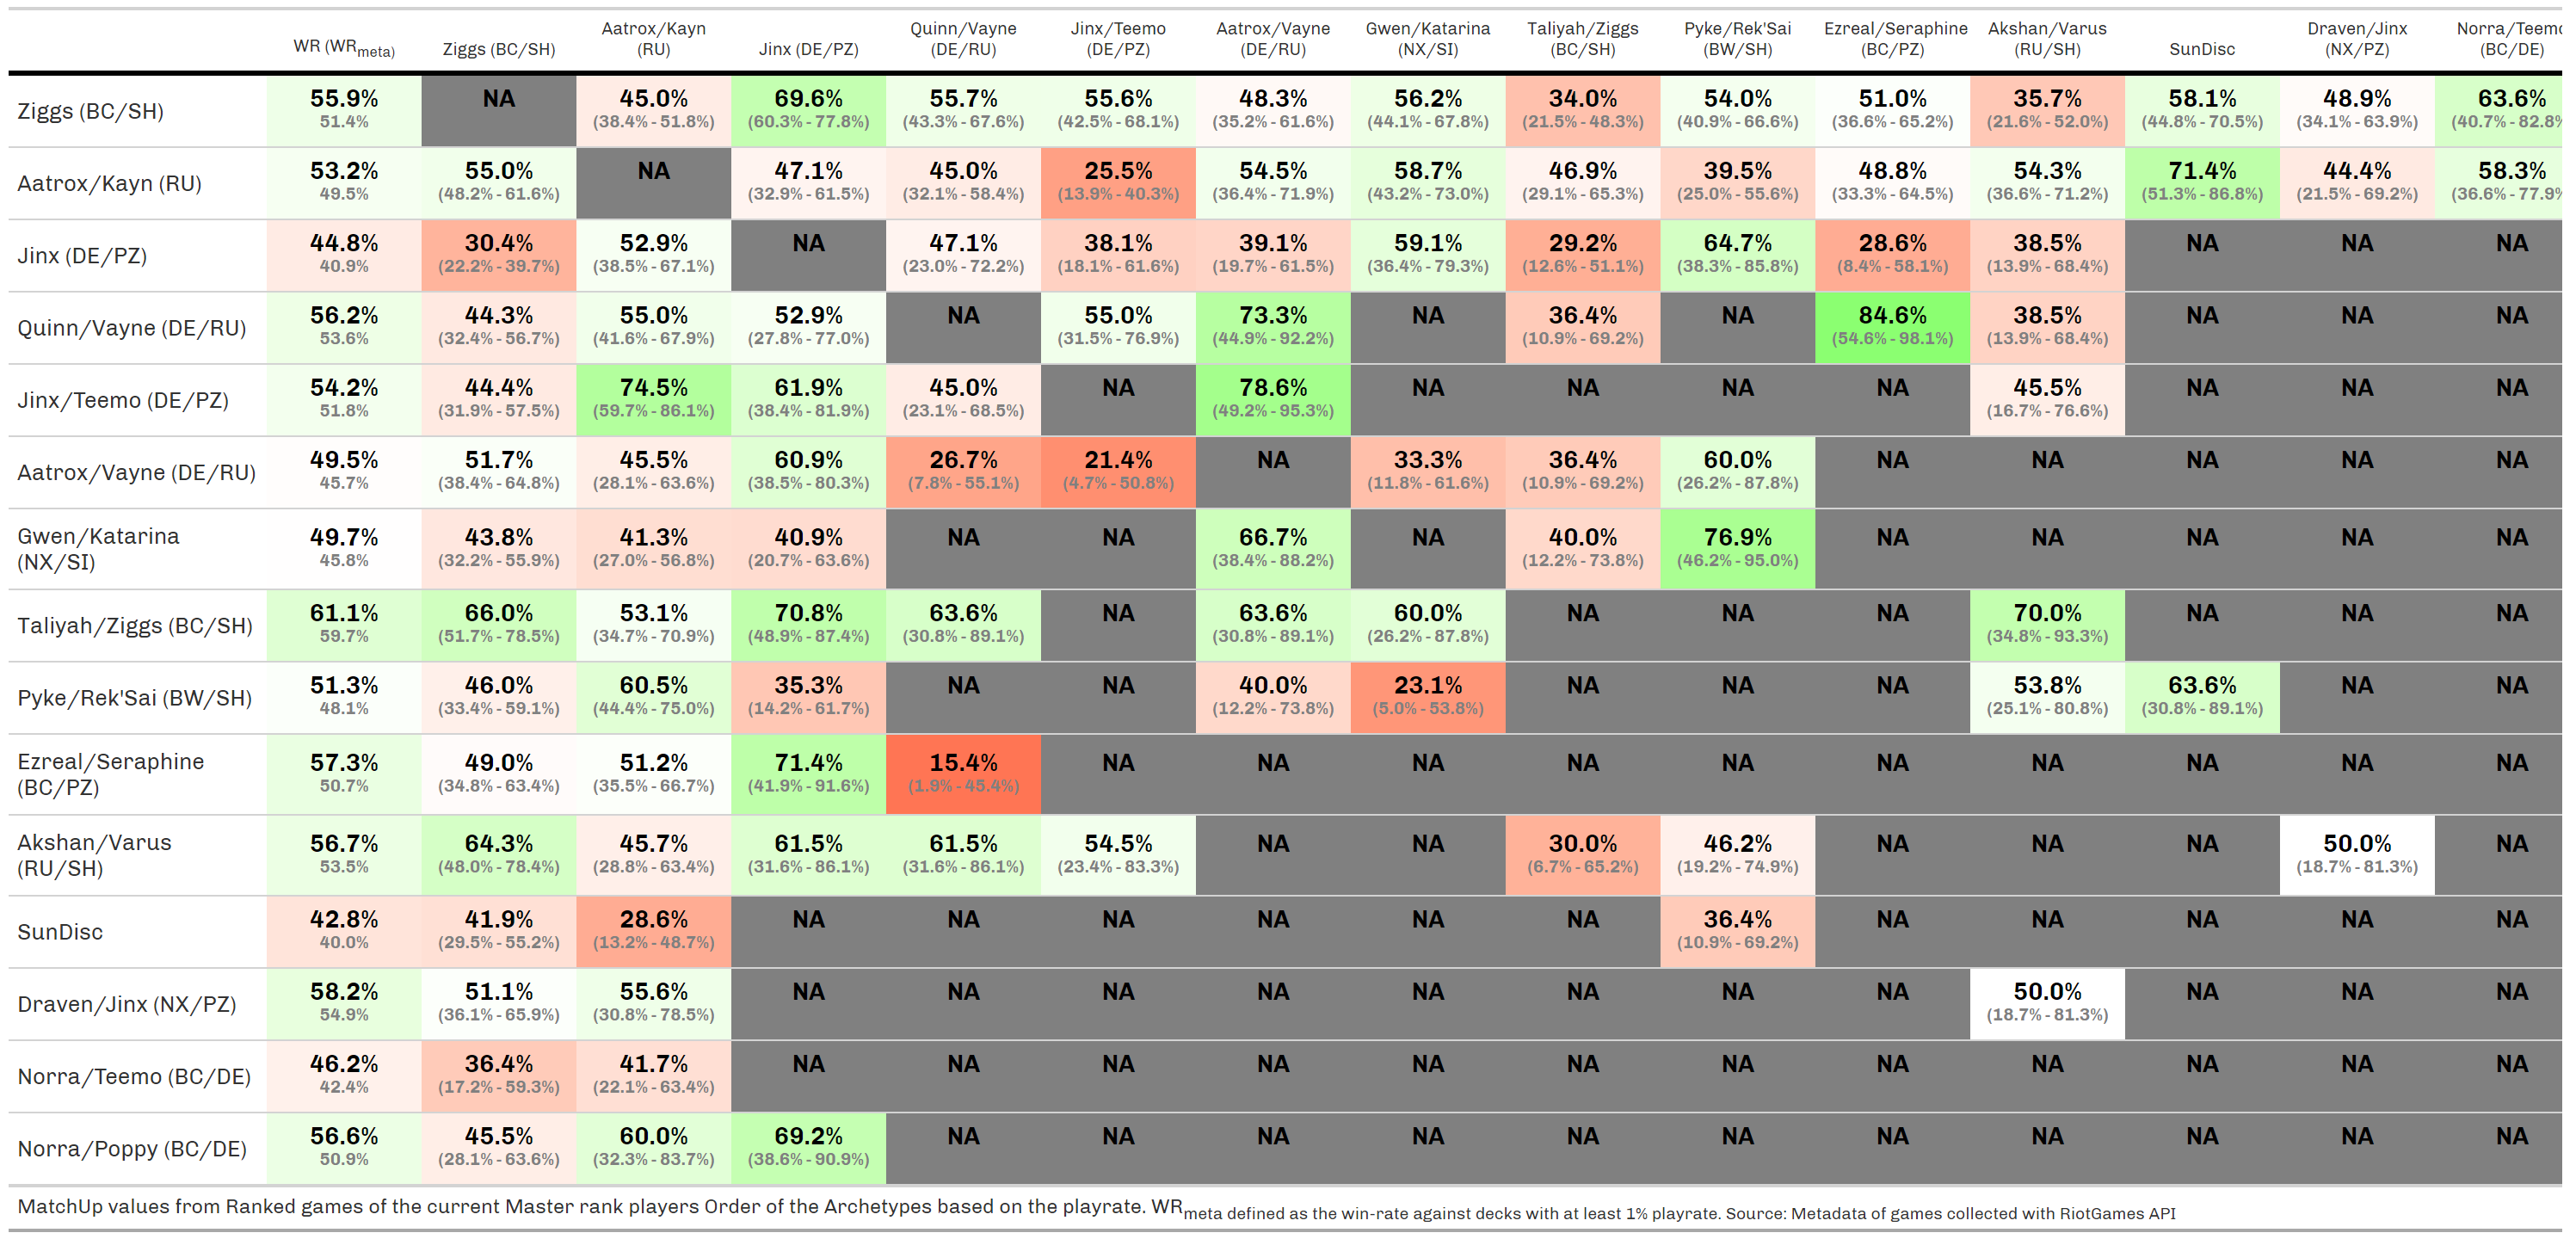 WR (WRmeta) Ziggs (BC/SH) Aatrox/Kayn (RU) Jinx (DE/PZ) Quinn/Vayne (DE/RU) Jinx/Teemo (DE/PZ) Aatrox/Vayne (DE/RU) Gwen/Katarina (NX/SI) Taliyah/Ziggs (BC/SH) Pyke/Rek'Sai (BW/SH) Ezreal/Seraphine (BC/PZ) Akshan/Varus (RU/SH) SunDisc Draven/Jinx (NX/PZ) Norra/Teemo (BC/DE)
Ziggs (BC/SH) 55.9% NA 45.0% 69.6% 55.7% 55.6% 48.3% 56.2% 34.0% 54.0% 51.0% 35.7% 58.1% 48.9% 63.6%
51.4% (38.4% - 51.8%) (60.3% - 77.8%) (43.3% - 67.6%) (42.5% - 68.1%) (35.2% - 61.6%) (44.1% - 67.8%) (21.5% - 48.3%) (40.9% - 66.6%) (36.6% - 65.2%) (21.6% - 52.0%) (44.8% - 70.5%) (34.1% - 63.9%) (40.7% - 82.8%
Aatrox/Kayn (RU) 53.2% 55.0% NA 47.1% 45.0% 25.5% 54.5% 58.7% 46.9% 39.5% 48.8% 54.3% 71.4% 44.4% 58.3%
49.5% (48.2% - 61.6%) (32.9% - 61.5%) (32.1% - 58.4%) (13.9% - 40.3%) (36.4% - 71.9%) (43.2% - 73.0%) (29.1% - 65.3%) (25.0% - 55.6%) (33.3% - 64.5%) (36.6% - 71.2%) (51.3% - 86.8%) (21.5% - 69.2%) (36.6% - 77.9%
Jinx (DE/PZ) 44.8% 30.4% 52.9% NA 47.1% 38.1% 39.1% 59.1% 29.2% 64.7% 28.6% 38.5% NA NA NA
40.9% (22.2% - 39.7%) (38.5% - 67.1%) (23.0% - 72.2%) (18.1% - 61.6%) (19.7% - 61.5%) (36.4% - 79.3%) (12.6% - 51.1%) (38.3% - 85.8%) (8.4% - 58.1%) (13.9% - 68.4%)
Quinn/Vayne (DE/RU) 56.2% 44.3% 55.0% 52.9% NA 55.0% 73.3% NA 36.4% NA 84.6% 38.5% NA NA NA
53.6% (32.4% - 56.7%) (41.6% - 67.9%) (27.8% - 77.0%) (31.5% - 76.9%) (44.9% - 92.2%) (10.9% - 69.2%) (54.6% - 98.1%) (13.9% - 68.4%)
Jinx/Teemo (DE/PZ) 54.2% 44.4% 74.5% 61.9% 45.0% NA 78.6% NA NA NA NA 45.5% NA NA NA
51.8% (31.9% - 57.5%) (59.7% - 86.1%) (38.4% - 81.9%) (23.1% - 68.5%) (49.2% - 95.3%) (16.7% - 76.6%)
Aatrox/Vayne (DE/RU) 49.5% 51.7% 45.5% 60.9% 26.7% 21.4% NA 33.3% 36.4% 60.0% NA NA NA NA NA
45.7% (38.4% - 64.8%) (28.1% - 63.6%) (38.5% - 80.3%) (7.8% - 55.1%) (4.7% - 50.8%) (11.8% - 61.6%) (10.9% - 69.2%) (26.2% - 87.8%)
Gwen/Katarina (NX/SI) 49.7% 43.8% 41.3% 40.9% NA NA 66.7% NA 40.0% 76.9% NA NA NA NA NA
45.8% (32.2% - 55.9%) (27.0% - 56.8%) (20.7% - 63.6%) (38.4% - 88.2%) (12.2% - 73.8%) (46.2% - 95.0%)
Taliyah/Ziggs (BC/SH) 61.1% 66.0% 53.1% 70.8% 63.6% NA 63.6% 60.0% NA NA NA 70.0% NA NA NA
59.7% (51.7% - 78.5%) (34.7% - 70.9%) (48.9% - 87.4%) (30.8% - 89.1%) (30.8% - 89.1%) (26.2% - 87.8%) (34.8% - 93.3%)
Pyke/Rek'Sai (BW/SH) 51.3% 46.0% 60.5% 35.3% NA NA 40.0% 23.1% NA NA NA 53.8% 63.6% NA NA
48.1% (33.4% - 59.1%) (44.4% - 75.0%) (14.2% - 61.7%) (12.2% - 73.8%) (5.0% - 53.8%) (25.1% - 80.8%) (30.8% - 89.1%)
Ezreal/Seraphine (BC/PZ) 57.3% 49.0% 51.2% 71.4% 15.4% NA NA NA NA NA NA NA NA NA NA
50.7% (34.8% - 63.4%) (35.5% - 66.7%) (41.9% - 91.6%) (1.9% - 45.4%)
Akshan/Varus (RU/SH) 56.7% 64.3% 45.7% 61.5% 61.5% 54.5% NA NA 30.0% 46.2% NA NA NA 50.0% NA
53.5% (48.0% - 78.4%) (28.8% - 63.4%) (31.6% - 86.1%) (31.6% - 86.1%) (23.4% - 83.3%) (6.7% - 65.2%) (19.2% - 74.9%) (18.7% - 81.3%)
SunDisc 42.8% 41.9% 28.6% NA NA NA NA NA NA 36.4% NA NA NA NA NA
40.0% (29.5% - 55.2%) (13.2% - 48.7%) (10.9% - 69.2%)
Draven/Jinx (NX/PZ) 58.2% 51.1% 55.6% NA NA NA NA NA NA NA NA 50.0% NA NA NA
54.9% (36.1% - 65.9%) (30.8% - 78.5%) (18.7% - 81.3%)
Norra/Teemo (BC/DE) 46.2% 36.4% 41.7% NA NA NA NA NA NA NA NA NA NA NA NA
42.4% (17.2% - 59.3%) (22.1% - 63.4%)
Norra/Poppy (BC/DE) 56.6% 45.5% 60.0% 69.2% NA NA NA NA NA NA NA NA NA NA NA
50.9% (28.1% - 63.6%) (32.3% - 83.7%) (38.6% - 90.9%)
MatchUp values from Ranked games of the current Master rank players Order of the Archetypes based on the playrate. WRmeta defined as the win-rate against decks with at least 1% playrate. Source: Metadata of games collected with RiotGames API